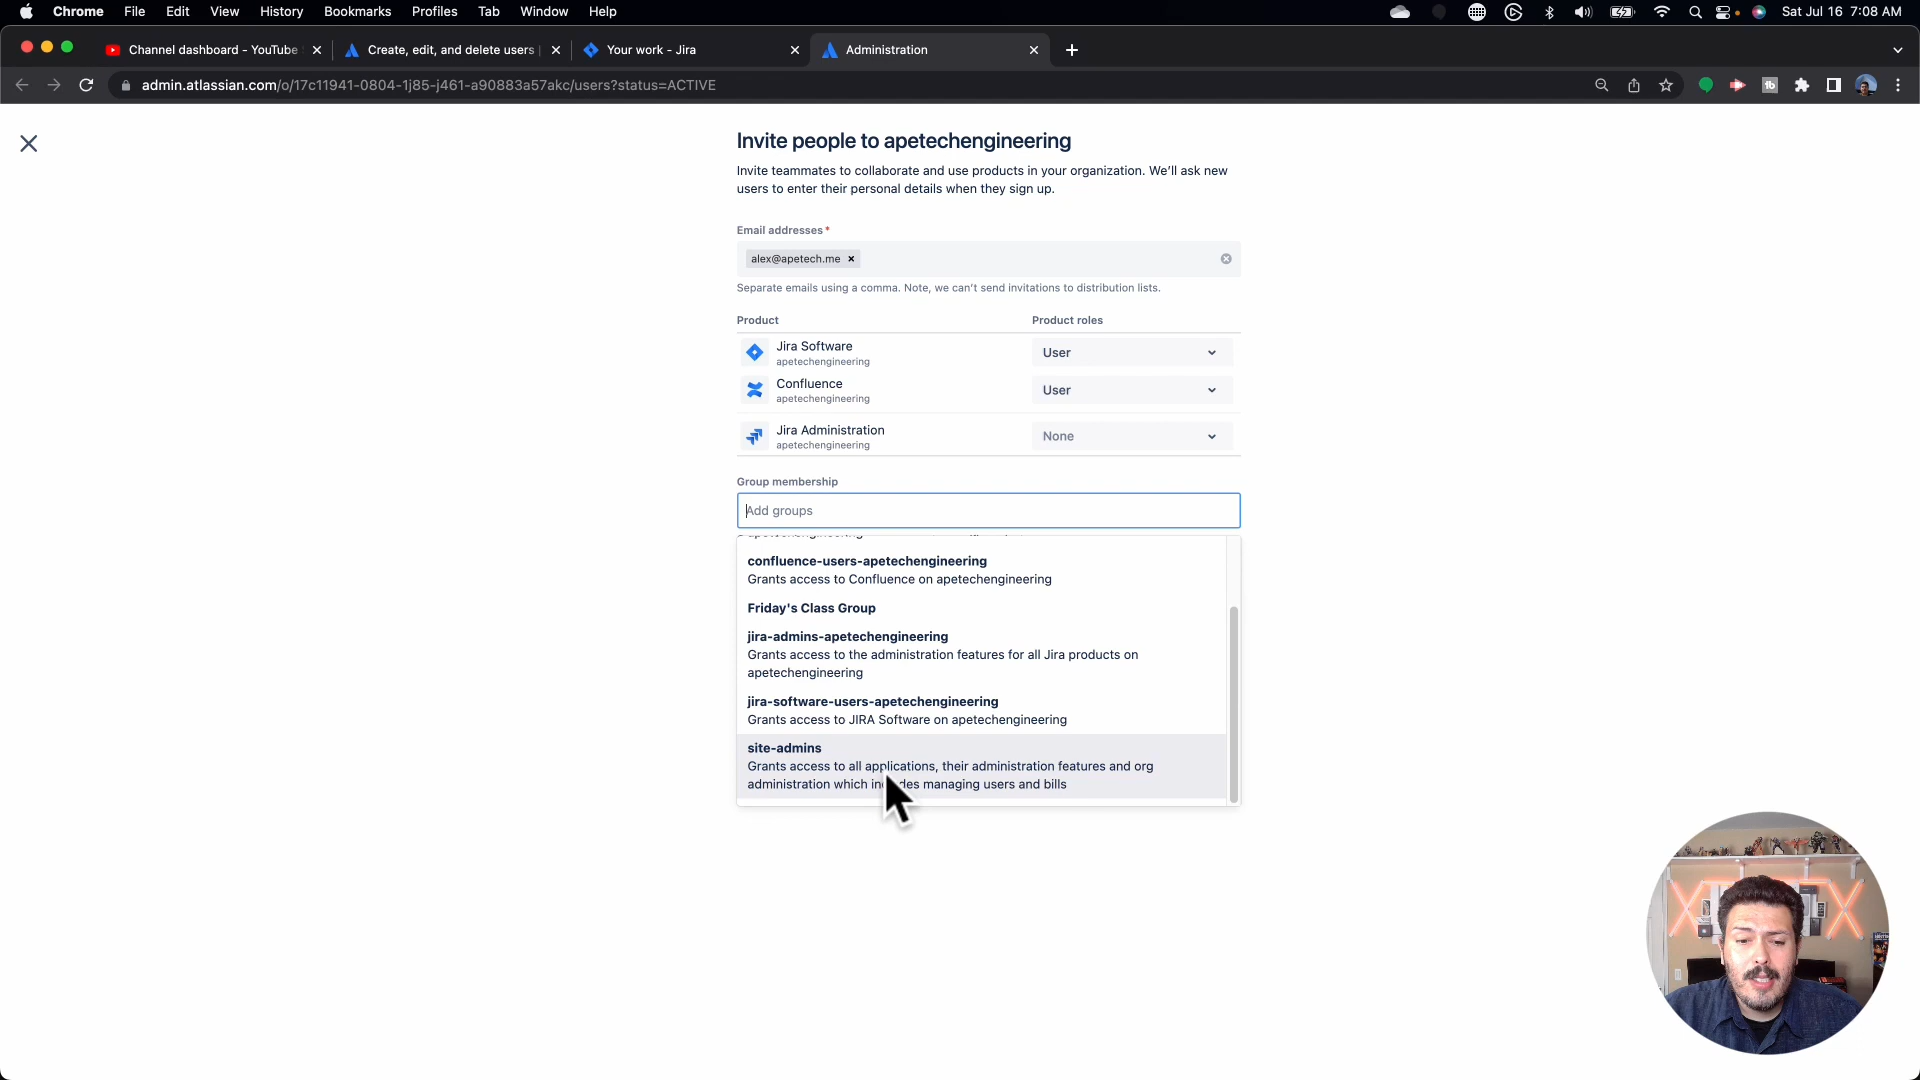 Chrome File Edit View History Bookmarks Profiles Tab Window Help Sat Jul 16 7:08 AM
Channel dashboard - YouTube Create, edit, and delete users Your work - Jira Administration
admin.atlassian.com/o/17c11941-0804-1j85-j461-a90883a57akc/users?status=ACTIVE
Invite people to apetechengineering
Invite teammates to collaborate and use products in your organization. We'll ask new
users to enter their personal details when they sign up.
Email addresses*
alex@apetech.me
Separate emails using a comma. Note, we can't send invitations to distribution lists.
Product Product roles
Jira Software User
apetechengineering
Confluence User
apetechengineering
Jira Administration None
apetechengineering
Group membership
Add groups
confluence-users-apetechengineering
Grants access to Confluence on apetechengineering
Friday's Class Group
jira-admins-apetechengineering
Grants access to the administration features for all Jira products on
apetechengineering
jira-software-users-apetechengineering
Grants access to JIRA Software on apetechengineering
site-admins
Grants access to all applications, their administration features and org
administration which includes managing users and bills